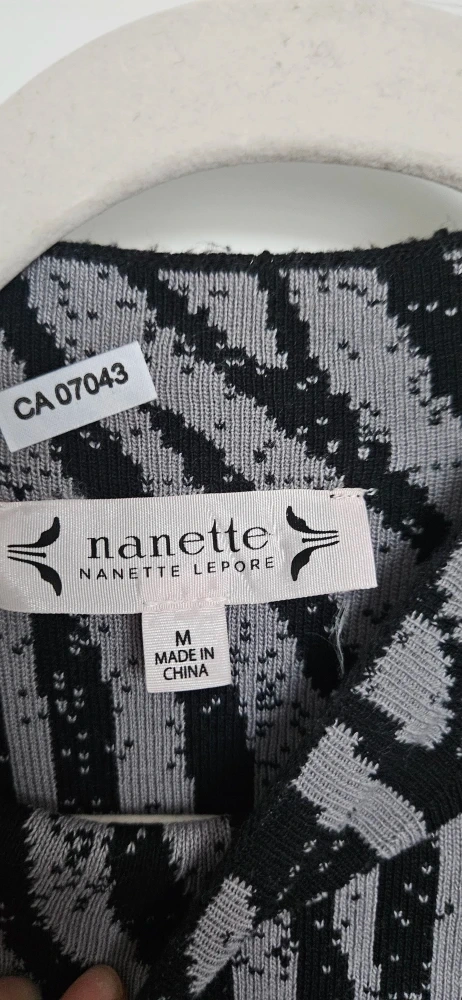 CA 07043
nanette
NANETTE LEPORE
M
MADE IN
CHINA